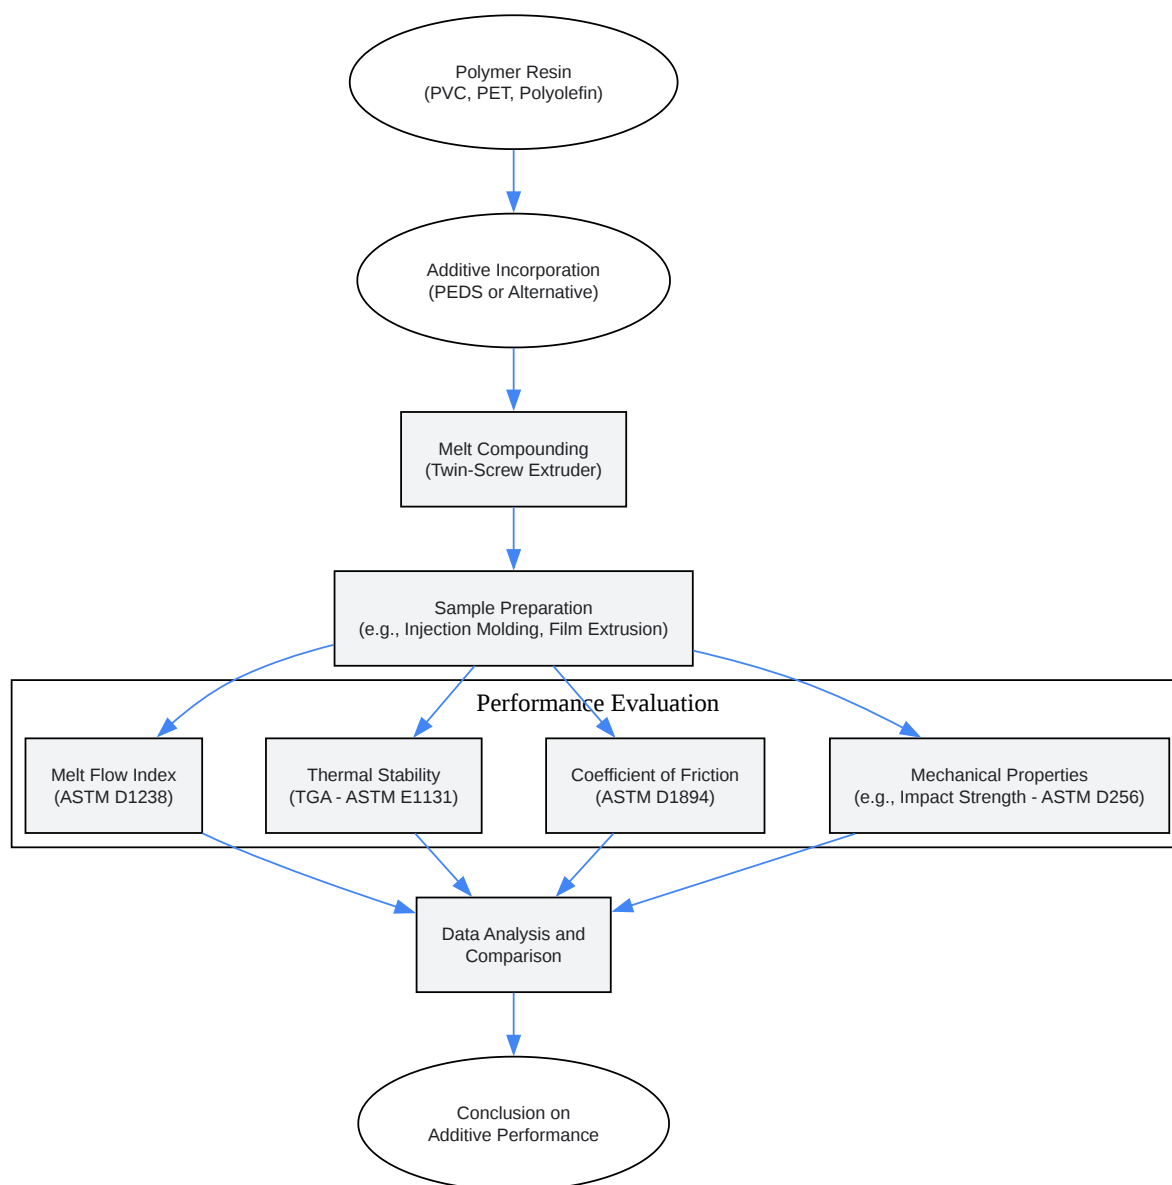 Polymer Resin
(PVC, PET, Polyolefin)
Additive Incorporation
(PEDS or Alternative)
Melt Compounding
(Twin-Screw Extruder)
Sample Preparation
(e.g., Injection Molding, Film Extrusion)
Performance Evaluation
Melt Flow Index
(ASTM D1238)
Thermal Stability
(TGA - ASTM E1131)
Coefficient of Friction
(ASTM D1894)
Mechanical Properties
(e.g., Impact Strength - ASTM D256)
Data Analysis and
Comparison
Conclusion on
Additive Performance